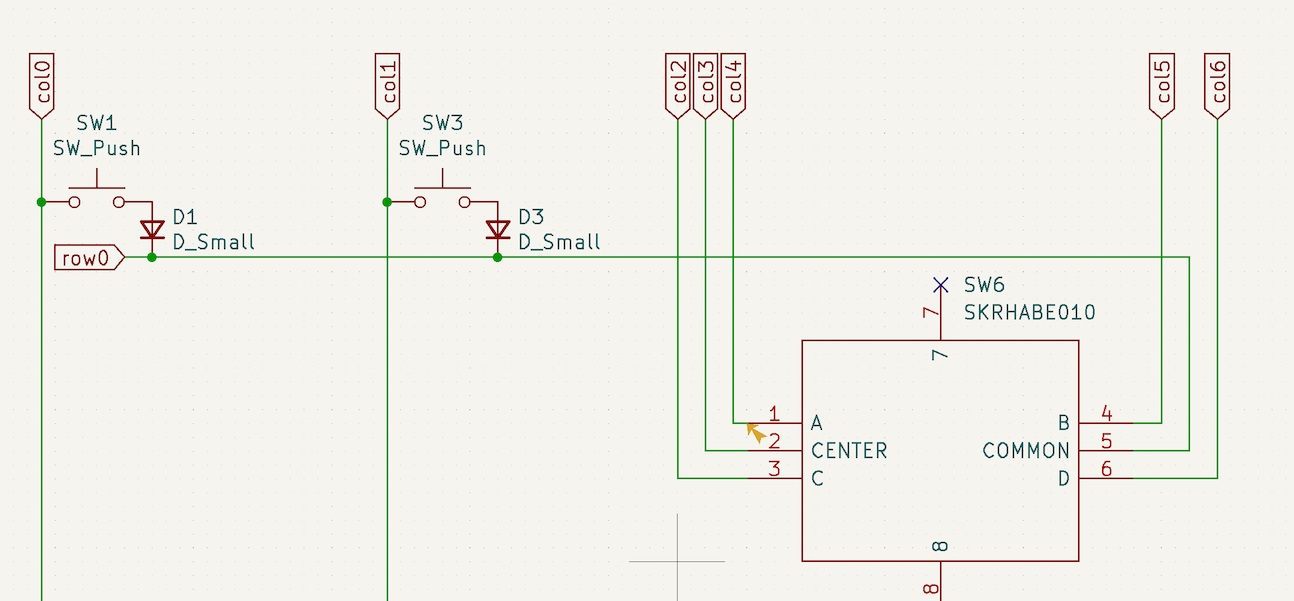 col0
col1
col2
col3
col4
col5
col6
SW1
SW_Push
SW3
SW_Push
D1
D_Small
D3
D_Small
row0
SW6
SKRHABE010
7
7
1
A
B
4
2
CENTER
COMMON
5
3
C
D
6
8
8